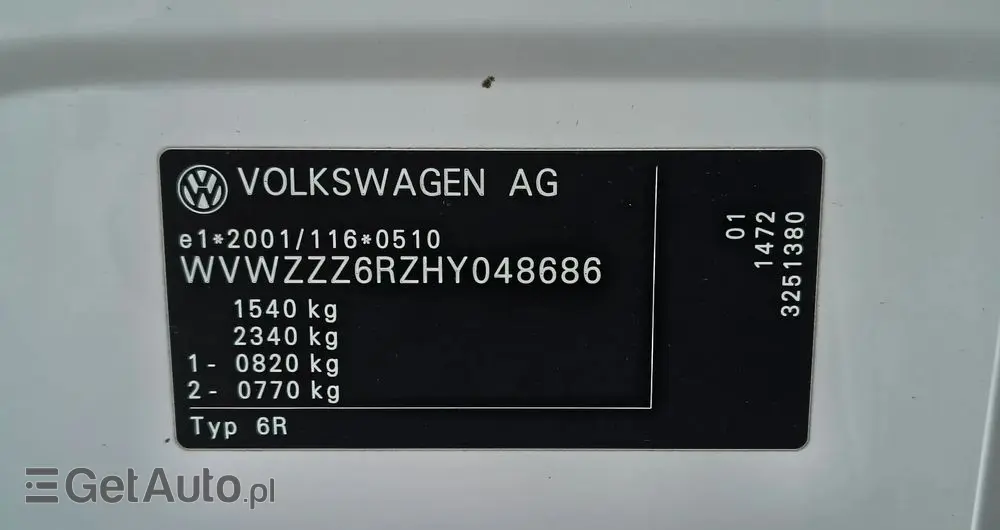 VOLKSWAGEN AG
e1*2001/116*0510
WVWZZZ6RZHY048686
1540 kg
2340 kg
1- 0820 kg
2- 0770 kg
Typ 6R
01
1472
3251380
GetAuto.pl